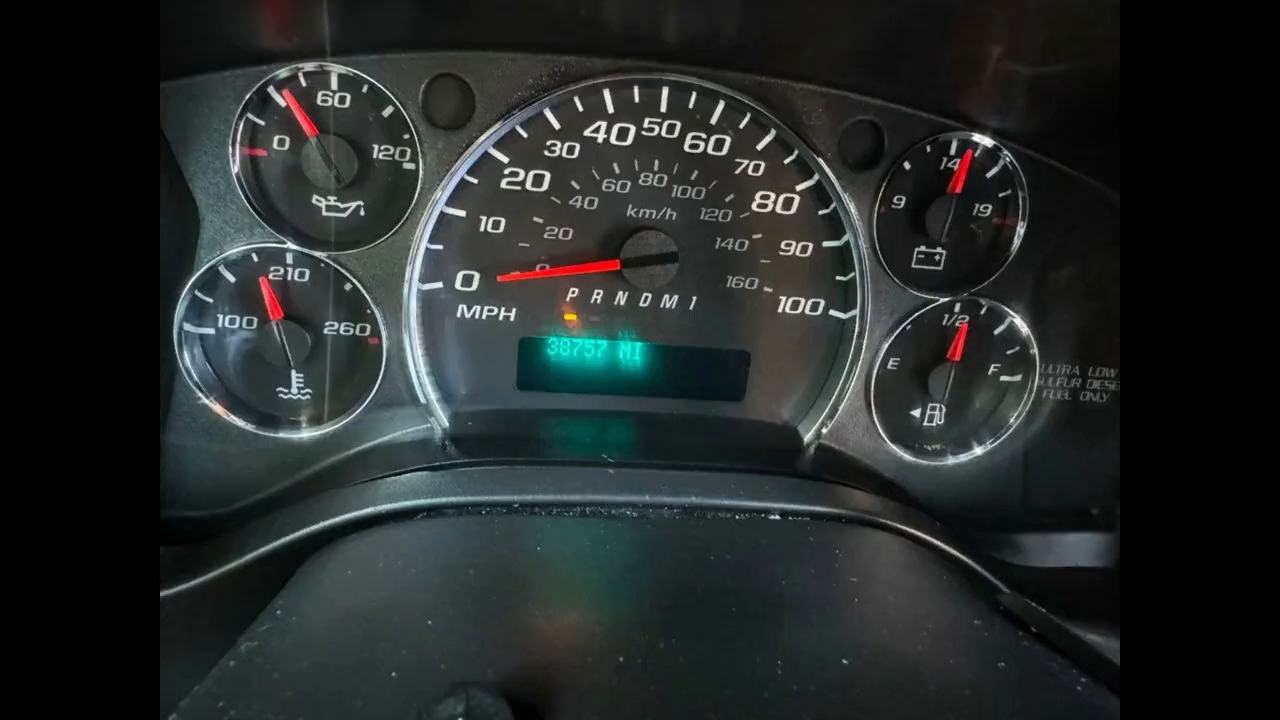 0 60 120
100 210 260
0 10 20 30 40 50 60 70 80 90 100
MPH
0 20 40 60 80 100 120 140 160
km/h
P R N D M 1
38757 MI
9 14 19
E 1/2 F
ULTRA LOW
SULFUR DIESEL
FUEL ONLY